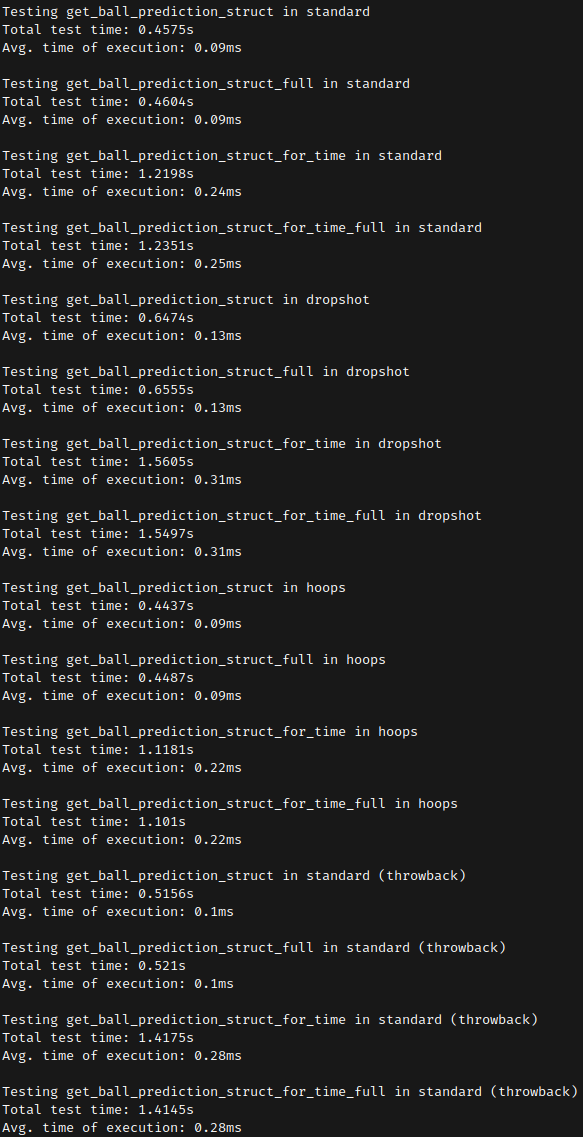 Testing get_ball_prediction_struct in standard
Total test time: 0.4575s
Avg. time of execution: 0.09ms
Testing get_ball_prediction_struct_full in standard
Total test time: 0.4604s
Avg. time of execution: 0.09ms
Testing get_ball_prediction_struct_for_time in standard
Total test time: 1.2198s
Avg. time of execution: 0.24ms
Testing get_ball_prediction_struct_for_time_full in standard
Total test time: 1.2351s
Avg. time of execution: 0.25ms
Testing get_ball_prediction_struct in dropshot
Total test time: 0.6474s
Avg. time of execution: 0.13ms
Testing get_ball_prediction_struct_full in dropshot
Total test time: 0.6555s
Avg. time of execution: 0.13ms
Testing get_ball_prediction_struct_for_time in dropshot
Total test time: 1.5605s
Avg. time of execution: 0.31ms
Testing get_ball_prediction_struct_for_time_full in dropshot
Total test time: 1.5497s
Avg. time of execution: 0.31ms
Testing get_ball_prediction_struct in hoops
Total test time: 0.4437s
Avg. time of execution: 0.09ms
Testing get_ball_prediction_struct_full in hoops
Total test time: 0.4487s
Avg. time of execution: 0.09ms
Testing get_ball_prediction_struct_for_time in hoops
Total test time: 1.1181s
Avg. time of execution: 0.22ms
Testing get_ball_prediction_struct_for_time_full in hoops
Total test time: 1.101s
Avg. time of execution: 0.22ms
Testing get_ball_prediction_struct in standard (throwback)
Total test time: 0.5156s
Avg. time of execution: 0.1ms
Testing get_ball_prediction_struct_full in standard (throwback)
Total test time: 0.521s
Avg. time of execution: 0.1ms
Testing get_ball_prediction_struct_for_time in standard (throwback)
Total test time: 1.4175s
Avg. time of execution: 0.28ms
Testing get_ball_prediction_struct_for_time_full in standard (throwback)
Total test time: 1.4145s
Avg. time of execution: 0.28ms